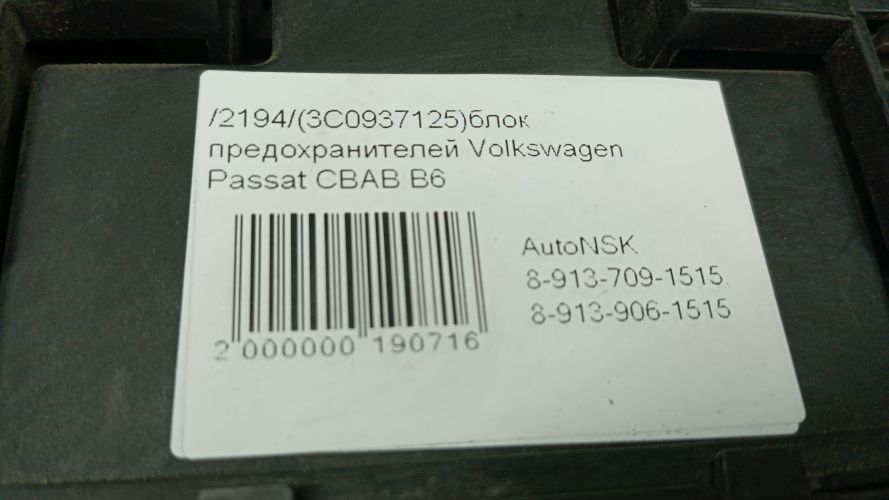 /2194/(3C0937125)блок
предохранителей Volkswagen
Passat CBAB B6
AutoNSK
8-913-709-1515
8-913-906-1515
2 000000 190716